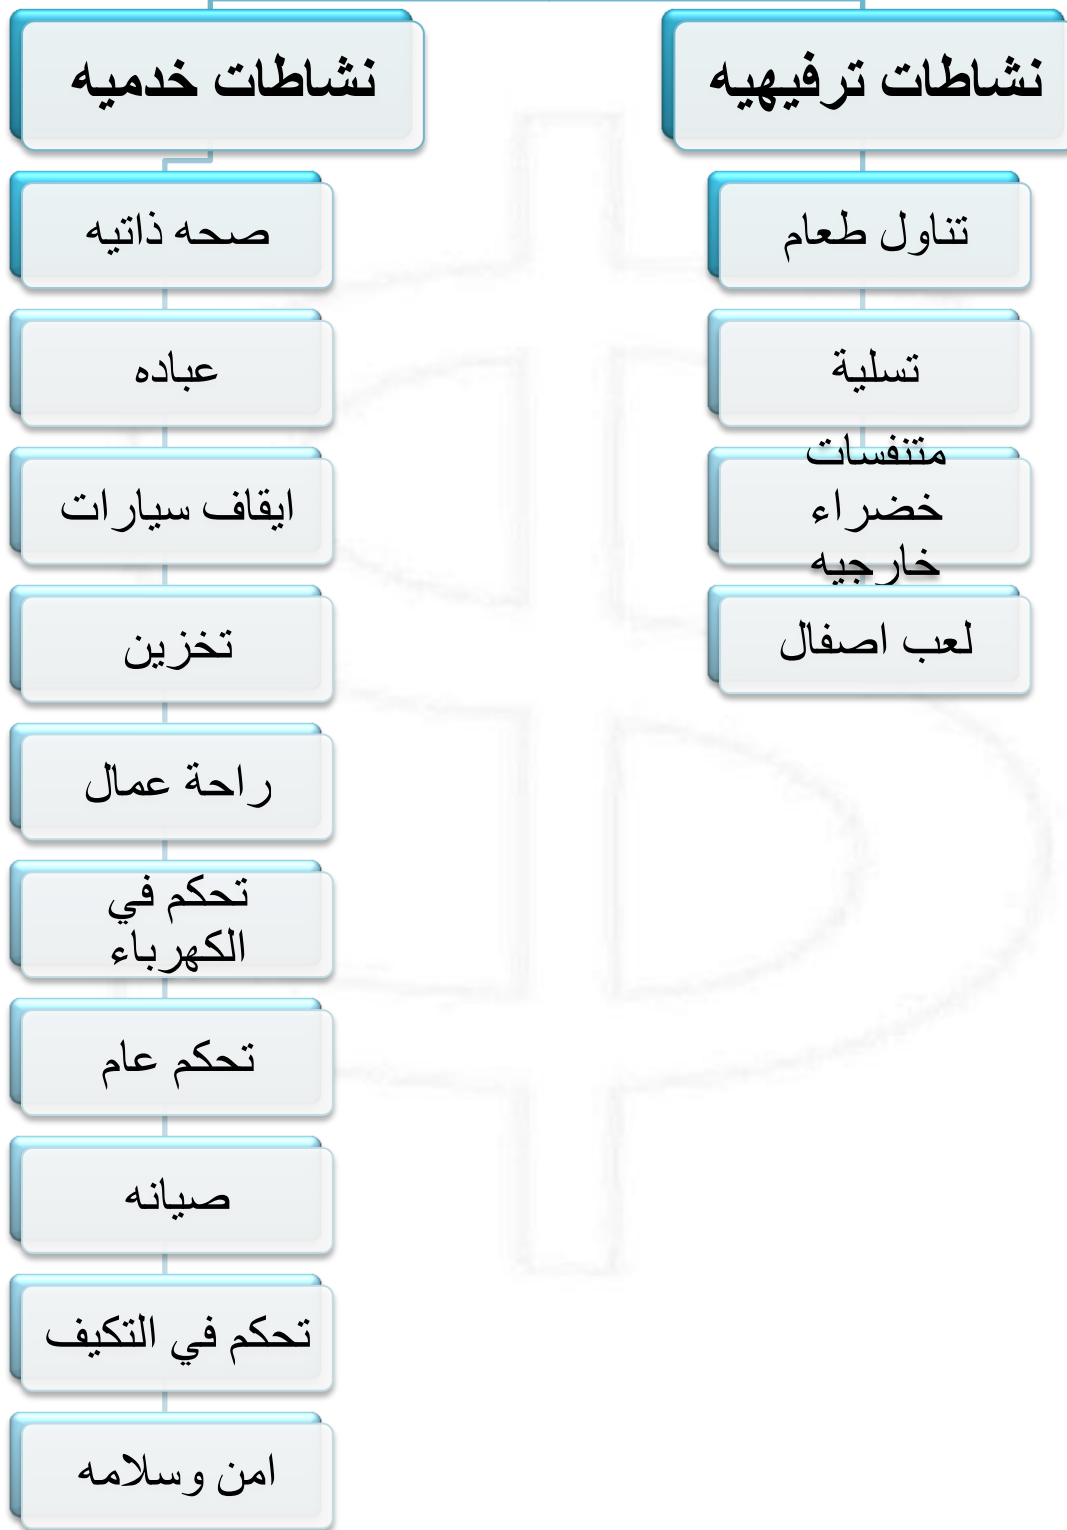 نشاطات ترفيهيه
تناول طعام
تسلية
متنفسات
خضراء
خارجيه
لعب اصفال
نشاطات خدميه
صحه ذاتيه
عباده
ايقاف سيارات
تخزين
راحة عمال
تحكم في
الكهرباء
تحكم عام
صيانه
تحكم في التكيف
امن وسلامه